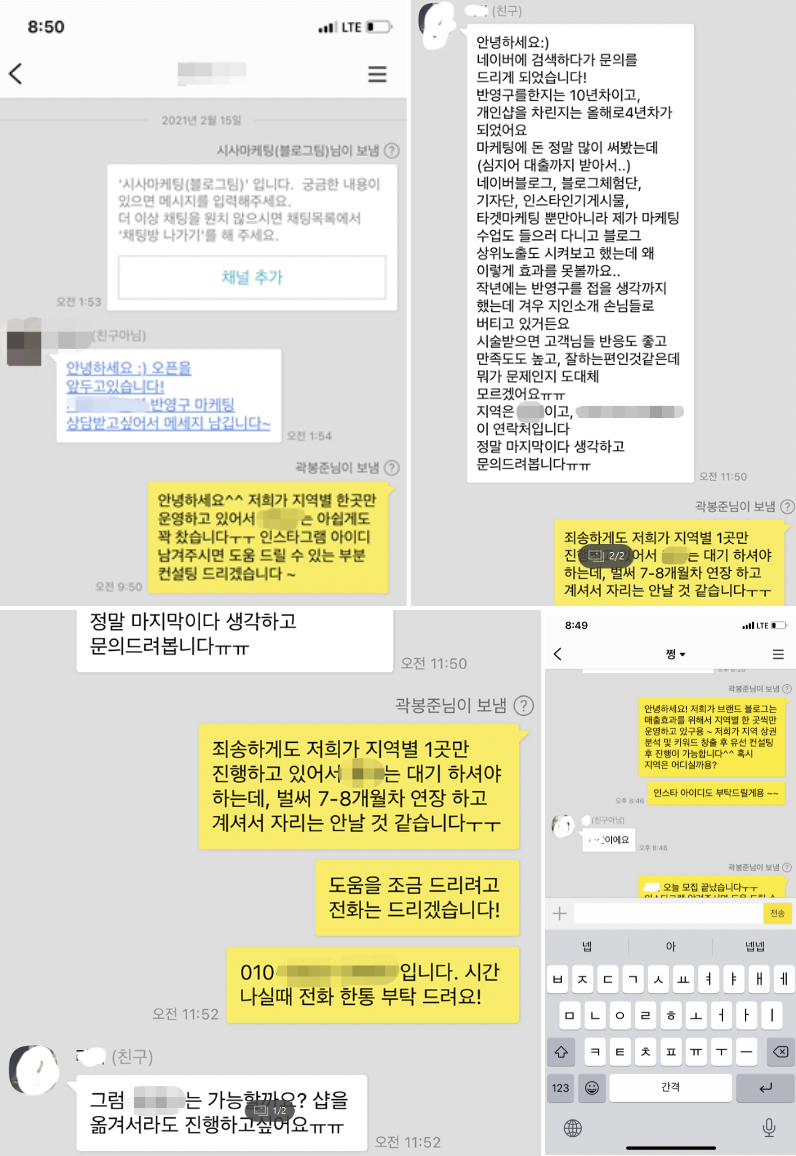 8:50
LTE
2021년 2월 15일
시사마케팅(블로그팀)님이 보냄 ?
'시사마케팅(블로그팀)' 입니다. 궁금한 내용이
있으면 메시지를 입력해주세요.
더 이상 채팅을 원치 않으시면 채팅목록에서
'채팅방 나가기'를 해 주세요.
채널 추가
오전 1:53
(친구아님)
안녕하세요 :) 오픈을
앞두고있습니다!
반영구 마케팅
상담받고싶어서 메세지 남깁니다~
오전 1:54
곽봉준님이 보냄 ?
안녕하세요^^ 저희가 지역별 한곳만
운영하고 있어서 는 아쉽게도
꽉 찼습니다ㅜㅜ 인스타그램 아이디
남겨주시면 도움 드릴 수 있는 부분
컨설팅 드리겠습니다 ~
오전 9:50
(친구)
안녕하세요:)
네이버에 검색하다가 문의를
드리게 되었습니다!
반영구를한지는 10년차이고,
개인샵을 차린지는 올해로4년차가
되었어요
마케팅에 돈 정말 많이 써봤는데
(심지어 대출까지 받아서..)
네이버블로그, 블로그체험단,
기자단, 인스타인기게시물,
타겟마케팅 뿐만아니라 제가 마케팅
수업도 들으러 다니고 블로그
상위노출도 시켜보고 했는데 왜
이렇게 효과를 못볼까요..
작년에는 반영구를 접을 생각까지
했는데 겨우 지인소개 손님들로
버티고 있거든요
시술받으면 고객님들 반응도 좋고
만족도도 높고, 잘하는편인것같은데
뭐가 문제인지 도대체
모르겠어요ㅠㅠ
지역은 이고,
이 연락처입니다
정말 마지막이다 생각하고
문의드려봅니다ㅠㅠ
오전 11:50
곽봉준님이 보냄 ?
죄송하게도 저희가 지역별 1곳만
진행 있어서 는 대기 하셔야
2/2
하는데, 벌써 7-8개월차 연장 하고
계셔서 자리는 안날 것 같습니다ㅜㅜ
정말 마지막이다 생각하고
문의드려봅니다ㅠㅠ
오전 11:50
곽봉준님이 보냄 ?
죄송하게도 저희가 지역별 1곳만
진행하고 있어서 는 대기 하셔야
하는데, 벌써 7-8개월차 연장 하고
계셔서 자리는 안날 것 같습니다ㅜㅜ
도움을 조금 드리려고
전화는 드리겠습니다!
010 입니다. 시간
나실때 전화 한통 부탁 드려요!
오전 11:52
(친구)
그럼 는 가능할까요? 샵을
1/2
옮겨서라도 진행하고싶어요ㅠㅠ
오전 11:52
8:49
LTE
쩡
곽봉준님이 보냄 ?
안녕하세요! 저희가 브랜드 블로그는
매출효과를 위해서 지역별 한 곳씩만
운영하고 있구용 ~ 저희가 지역 상권
분석 및 키워드 창출 후 유선 컨설팅
후 진행이 가능합니다^^ 혹시
지역은 어디실까용?
인스타 아이디도 부탁드릴게용 ~~
오후 8:46
(친구아님)
이에요
오후 8:46
곽봉준님이 보냄 ?
오늘 모집 끝났습니다ㅜㅜ
전송
넵 아 넵넵
ㅂ ㅈ ㄷ ㄱ ㅅ ㅛ ㅕ ㅑ ㅐ ㅔ
ㅁ ㄴ ㅇ ㄹ ㅎ ㅗ ㅓ ㅏ ㅣ
ㅋ ㅌ ㅊ ㅍ ㅠ ㅜ ㅡ
123 간격